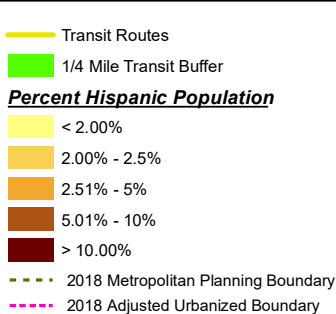 Transit Routes
1/4 Mile Transit Buffer
Percent Hispanic Population
< 2.00%
2.00% - 2.5%
2.51% - 5%
5.01% - 10%
> 10.00%
2018 Metropolitan Planning Boundary
2018 Adjusted Urbanized Boundary